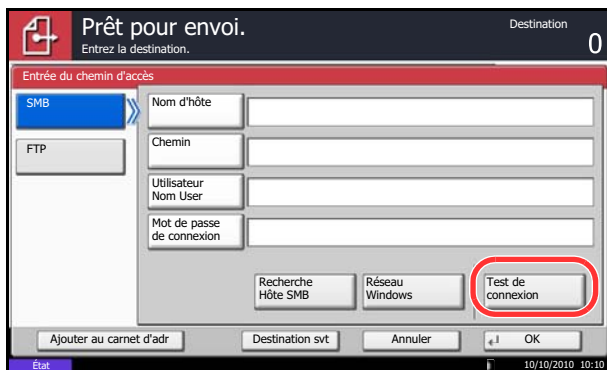 Prêt pour envoi.
Destination
Entrez la destination.
0
Entrée du chemin d'accès
SMB
Nom d'hôte
FTP
Chemin
Utilisateur
Nom User
Mot de passe
de connexion
Recherche
Hôte SMB
Réseau
Windows
Test de
connexion
Ajouter au carnet d'adr
Destination svt
Annuler
OK
État
10/10/2010 10:10